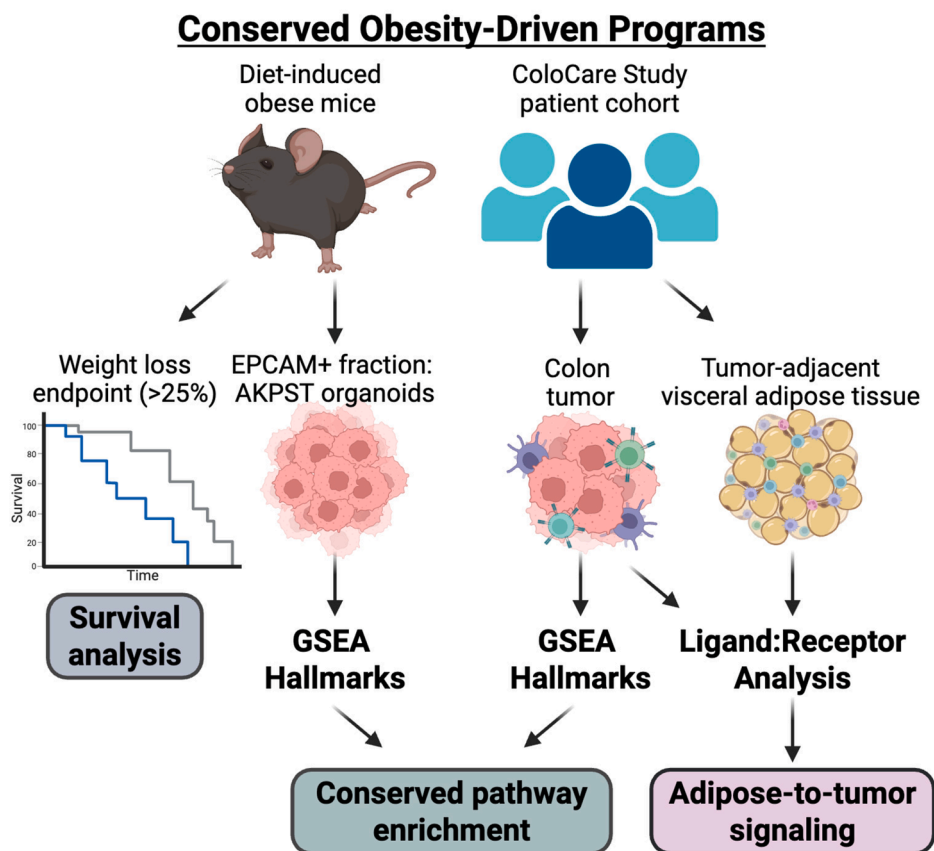 Conserved Obesity-Driven Programs
Diet-induced
obese mice
ColoCare Study
patient cohort
Weight loss
endpoint (>25%)
EPCAM+ fraction:
AKPST organoids
Colon
tumor
Tumor-adjacent
visceral adipose tissue
Survival
100
80
60
40
20
0
Time
Survival
analysis
GSEA
Hallmarks
GSEA
Hallmarks
Ligand:Receptor
Analysis
Conserved pathway
enrichment
Adipose-to-tumor
signaling